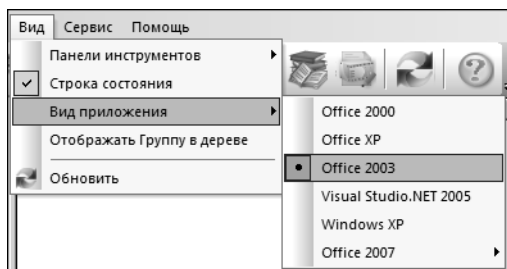 Вид Сервис Помощь
Панели инструментов
Строка состояния
Вид приложения
Отображать Группу в дереве
Обновить
Office 2000
Office XP
Office 2003
Visual Studio.NET 2005
Windows XP
Office 2007